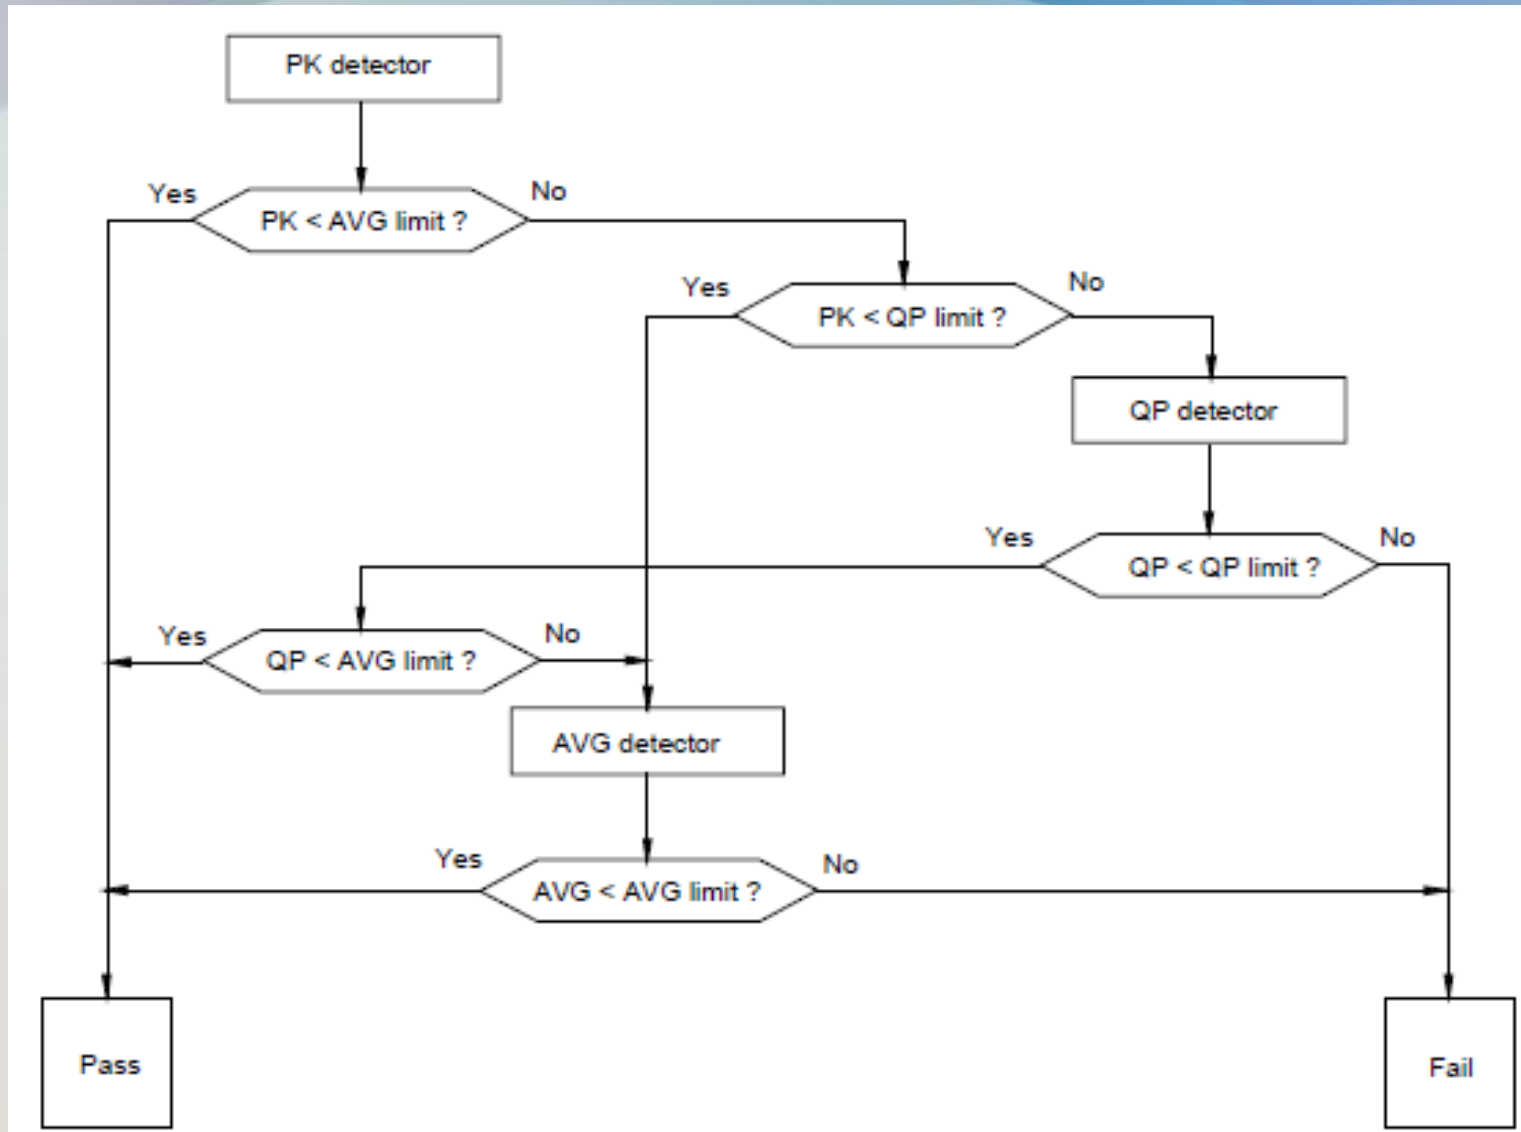 PK detector
Yes
No
PK < AVG limit ?
Yes
No
PK < QP limit ?
QP detector
Yes
No
QP < QP limit ?
Yes
No
QP < AVG limit ?
AVG detector
Yes
No
AVG < AVG limit ?
Pass
Fail